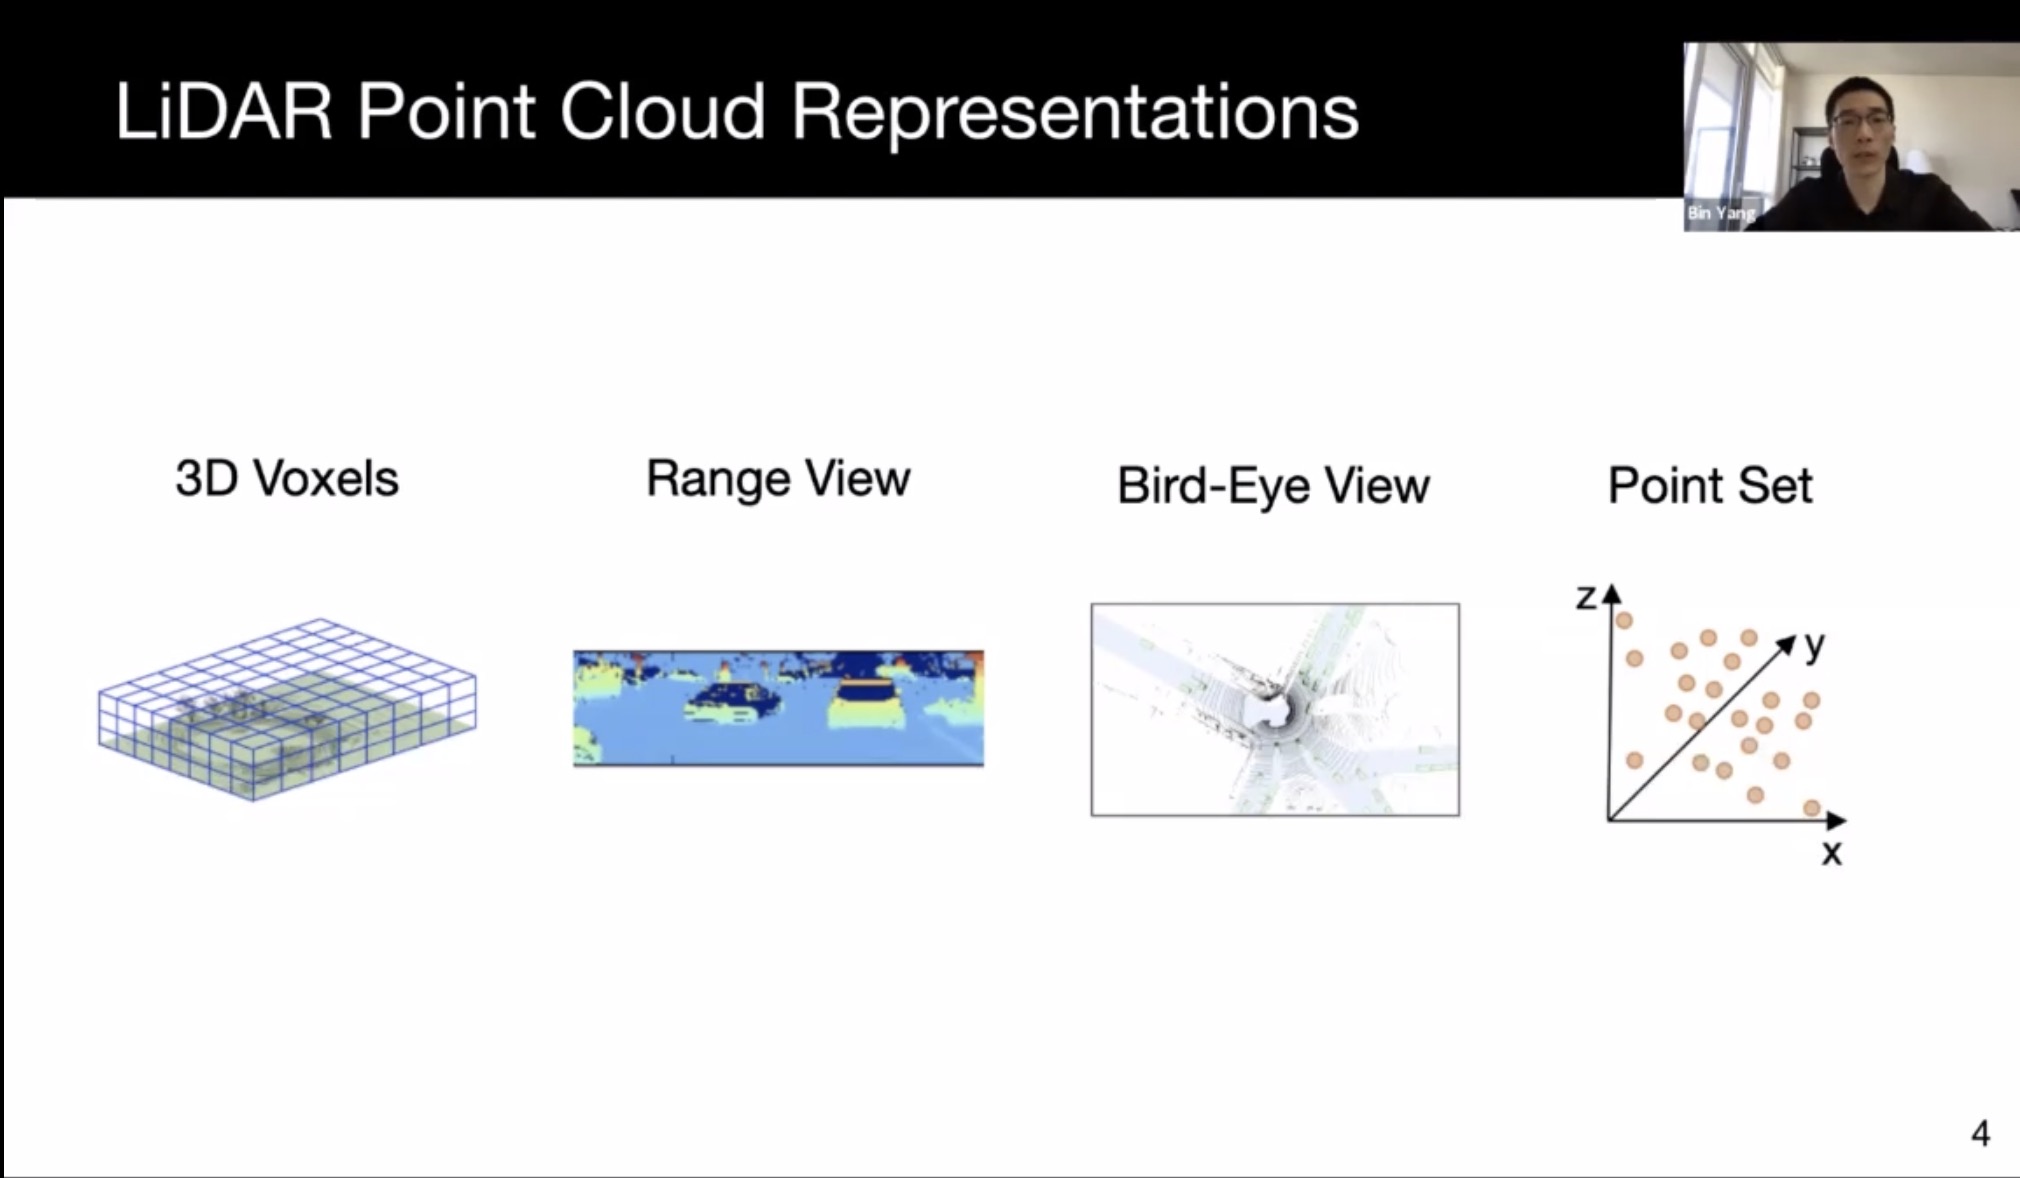 LiDAR Point Cloud Representations
Bin Yang
3D Voxels
Range View
Bird-Eye View
Point Set
z
y
x
4